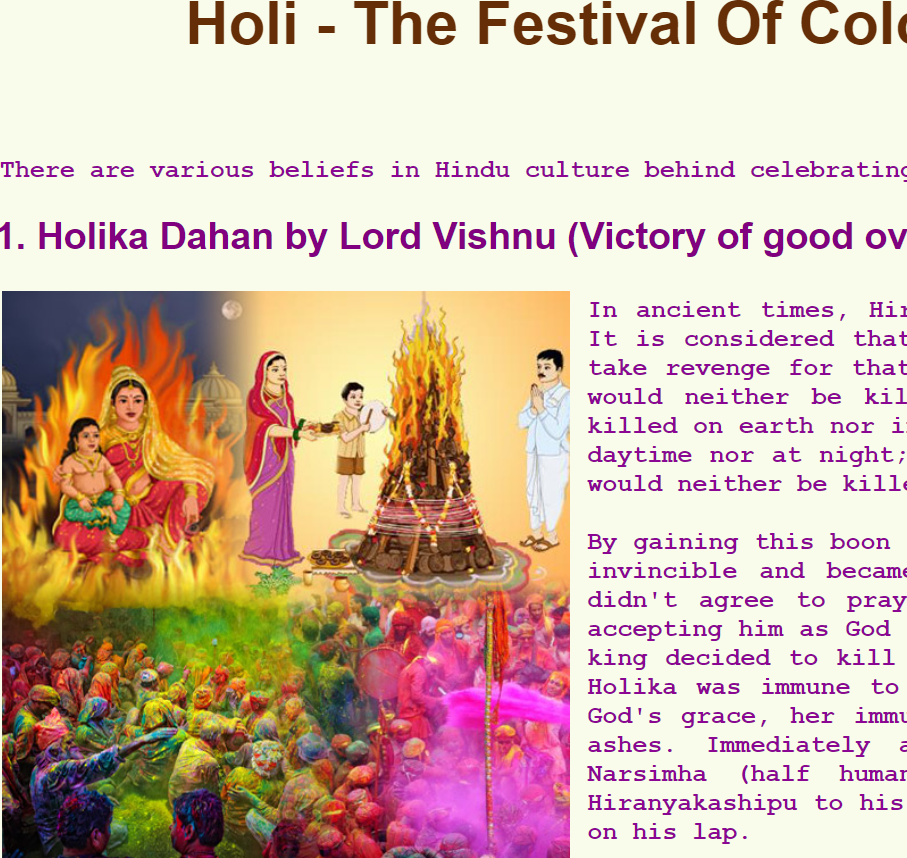 Holi - The Festival Of Colo
There are various beliefs in Hindu culture behind celebrating
1. Holika Dahan by Lord Vishnu (Victory of good ov
In ancient times, Hir
It is considered that
take revenge for that
would neither be kil
killed on earth nor i
daytime nor at night;
would neither be kille
By gaining this boon
invincible and became
didn't agree to pray
accepting him as God
king decided to kill
Holika was immune to
God's grace, her immu
ashes. Immediately a
Narsimha (half human
Hiranyakashipu to his
on his lap.